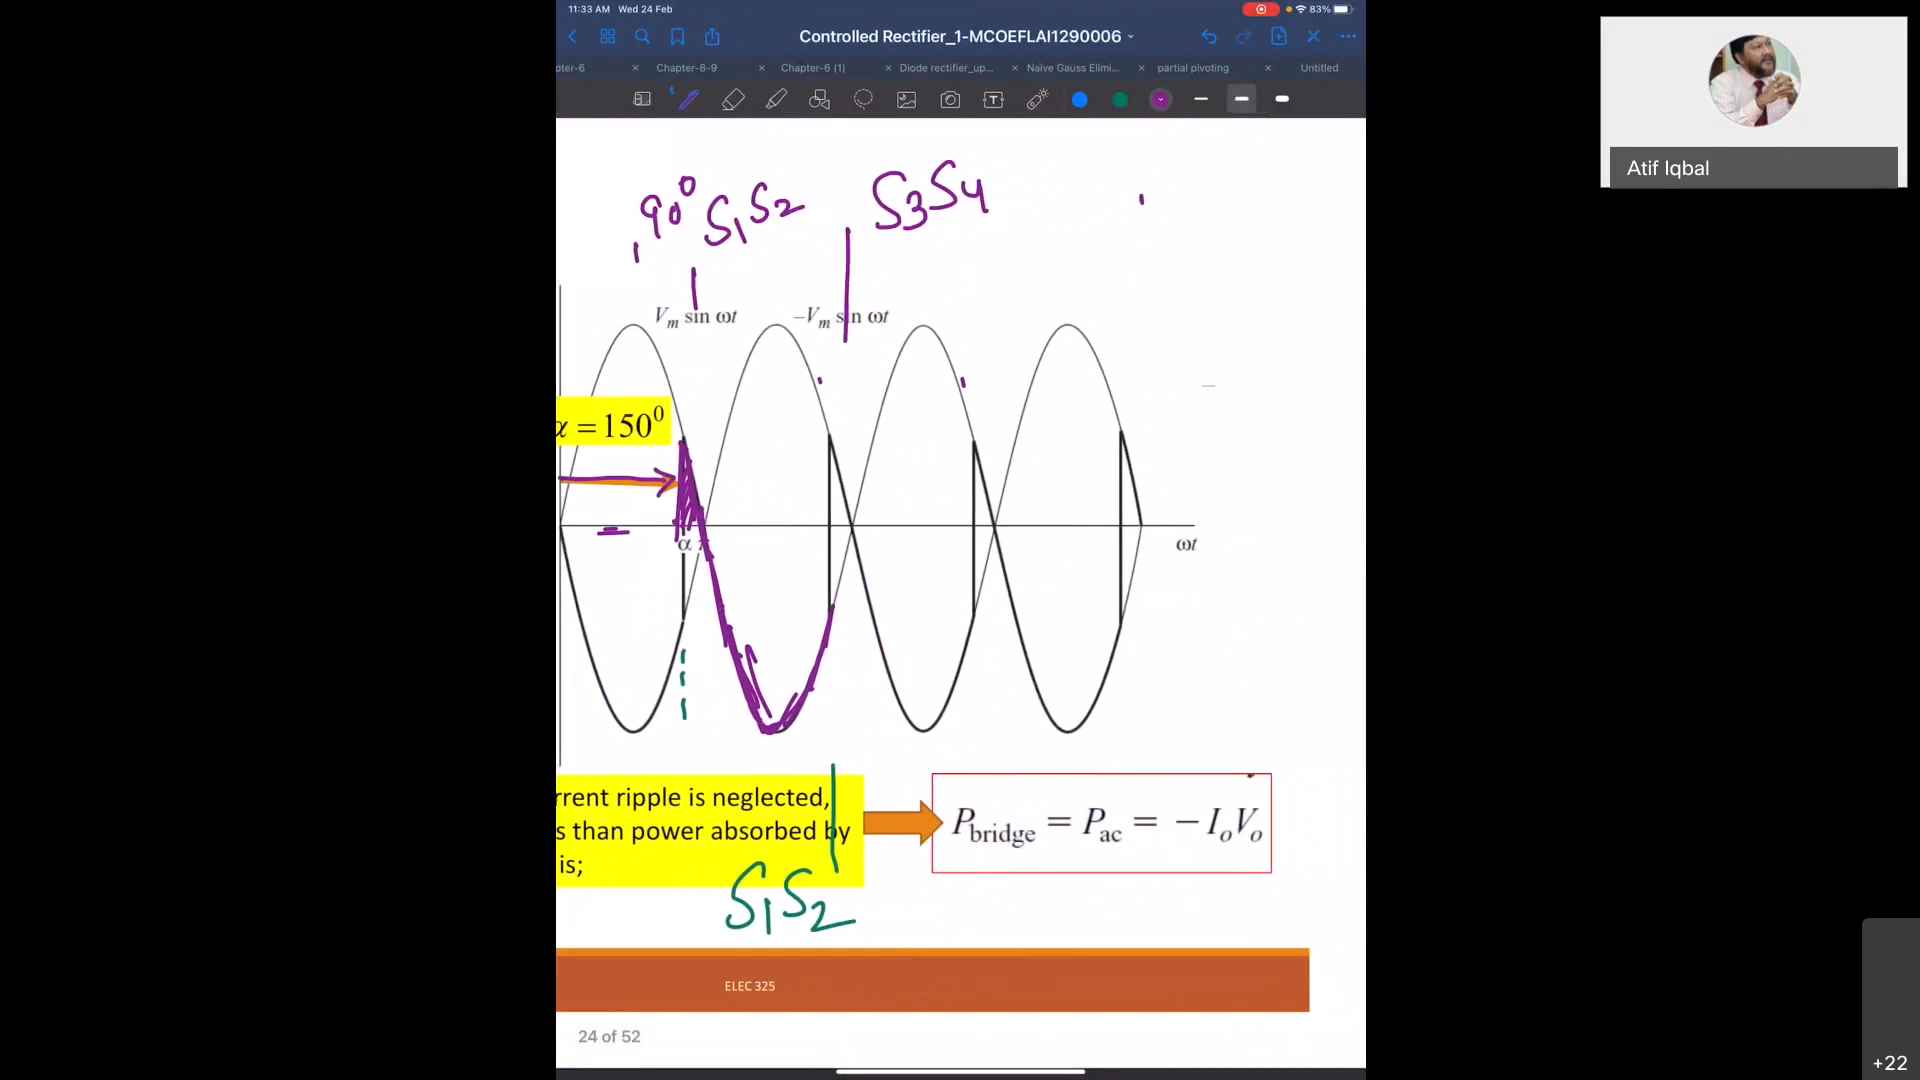 11:33 AM Wed 24 Feb
83%
Controlled Rectifier_1-MCOEFLAI1290006
pter-6
Chapter-8-9
Chapter-6 (1)
Diode rectifier_up...
Naïve Gauss Elimi...
partial pivoting
Untitled
Atif Iqbal
90° S1S2
S3S4
Vm sin ωt
−Vm sin ωt
α = 150⁰
α
ωt
rrent ripple is neglected,
s than power absorbed by
is;
Pbridge = Pac = −IoVo
S1S2
ELEC 325
24 of 52
+22